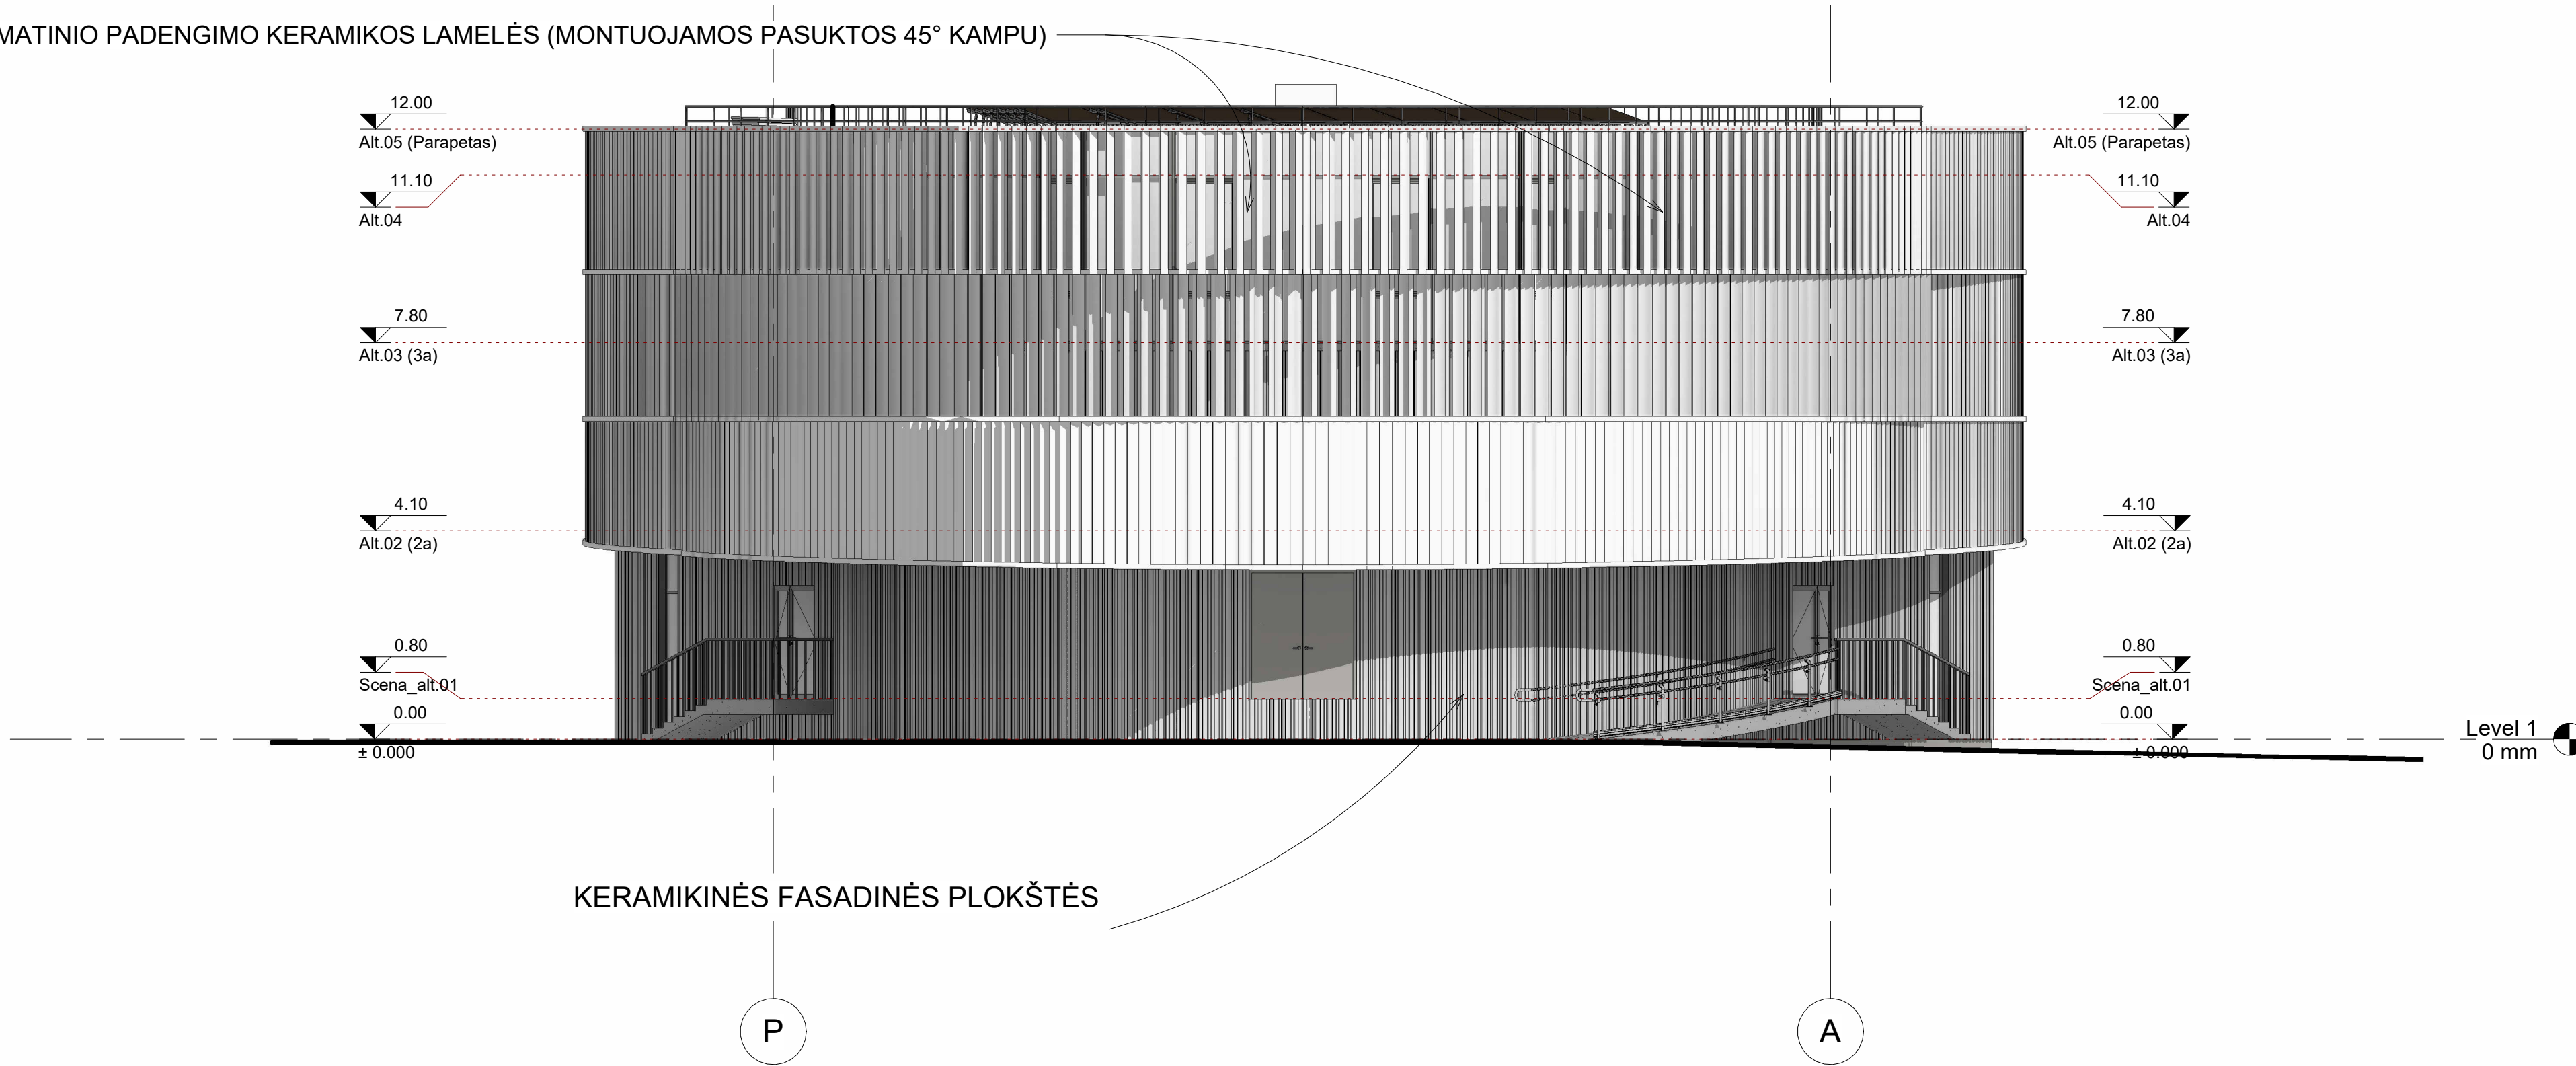 MATINIO PADENGIMO KERAMIKOS LAMELĖS (MONTUOJAMOS PASUKTOS 45° KAMPU)
12.00
Alt.05 (Parapetas)
11.10
Alt.04
7.80
Alt.03 (3a)
4.10
Alt.02 (2a)
0.80
Scena_alt.01
0.00
± 0.000
12.00
Alt.05 (Parapetas)
11.10
Alt.04
7.80
Alt.03 (3a)
4.10
Alt.02 (2a)
0.80
Scena_alt.01
0.00
± 0.000
Level 1
0 mm
KERAMIKINĖS FASADINĖS PLOKŠTĖS
P
A